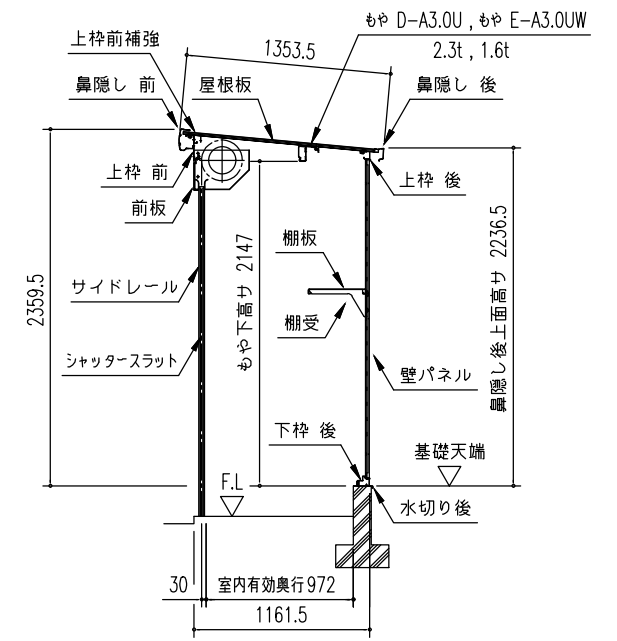 もや D-A3.0U , もや E-A3.0UW
2.3t , 1.6t
上枠前補強
1353.5
鼻隠し 前
屋根板
鼻隠し 後
上枠 前
上枠 後
前板
サイドレール
棚板
棚受
シャッタースラット
壁パネル
2359.5
もや下高サ 2147
鼻隠し後上面高サ 2236.5
下枠 後
基礎天端
F.L
水切り後
30
室内有効奥行972
1161.5